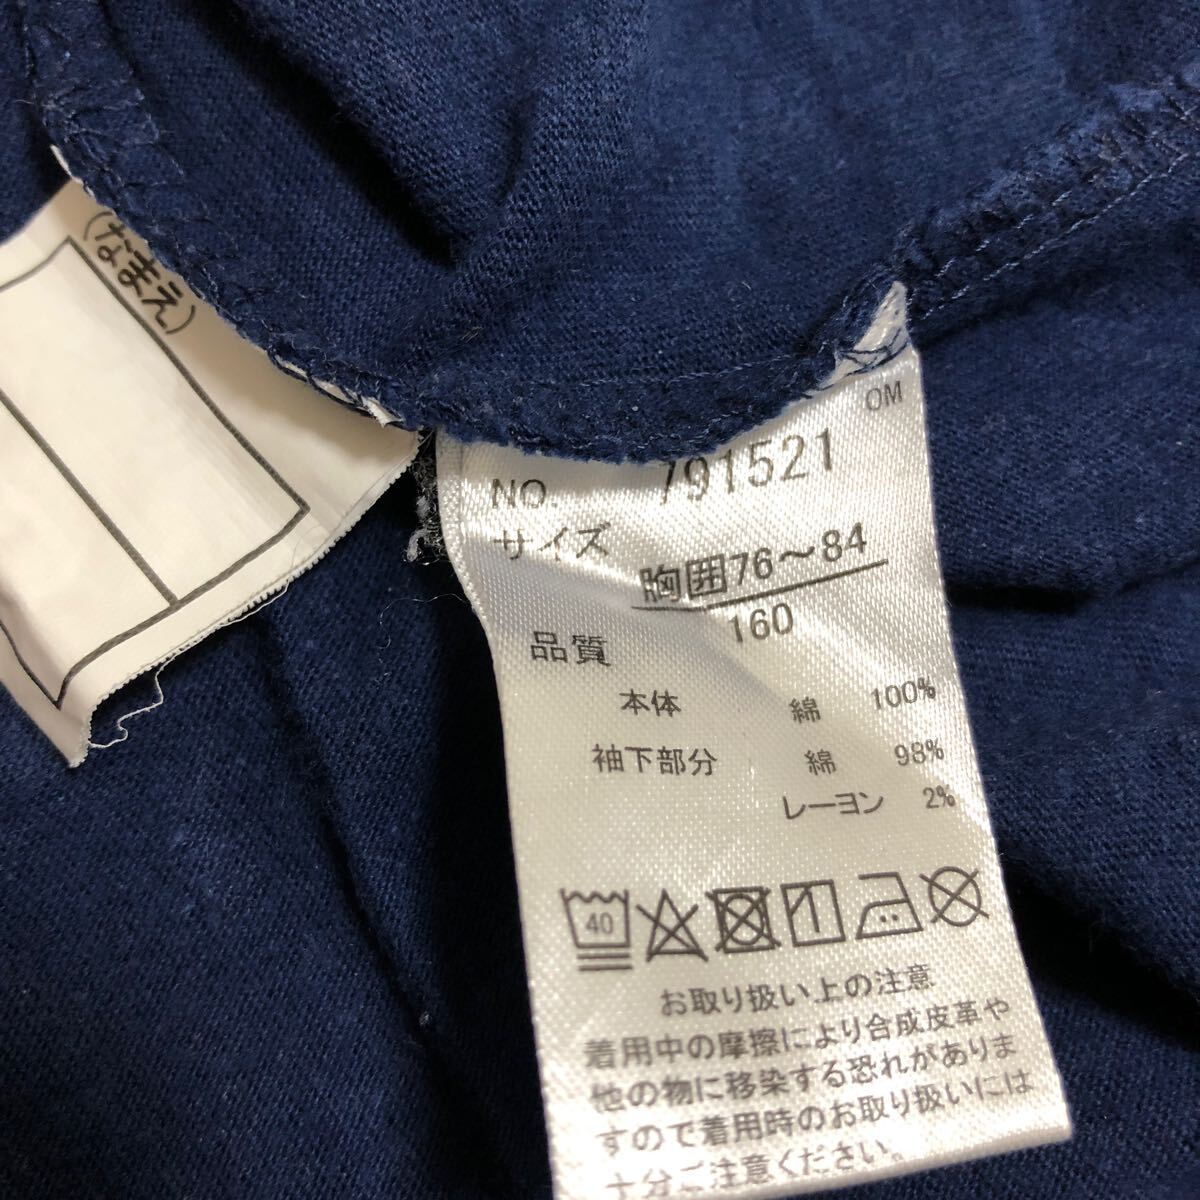 (なまえ)
OM
NO. 791521
サイズ
胸囲76～84
160
品質
本体 綿 100%
袖下部分 綿 98%
レーヨン 2%
40
お取り扱い上の注意
着用中の摩擦により合成皮革や
他の物に移染する恐れがありま
すので着用時のお取り扱いには
十分ご注意ください。